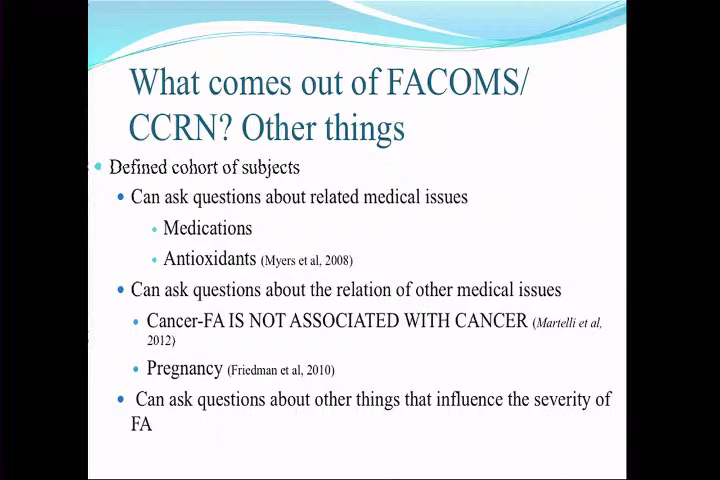 What comes out of FACOMS/
CCRN? Other things
Defined cohort of subjects
Can ask questions about related medical issues
Medications
Antioxidants (Myers et al, 2008)
Can ask questions about the relation of other medical issues
Cancer-FA IS NOT ASSOCIATED WITH CANCER (Martelli et al,
2012)
Pregnancy (Friedman et al, 2010)
Can ask questions about other things that influence the severity of
FA